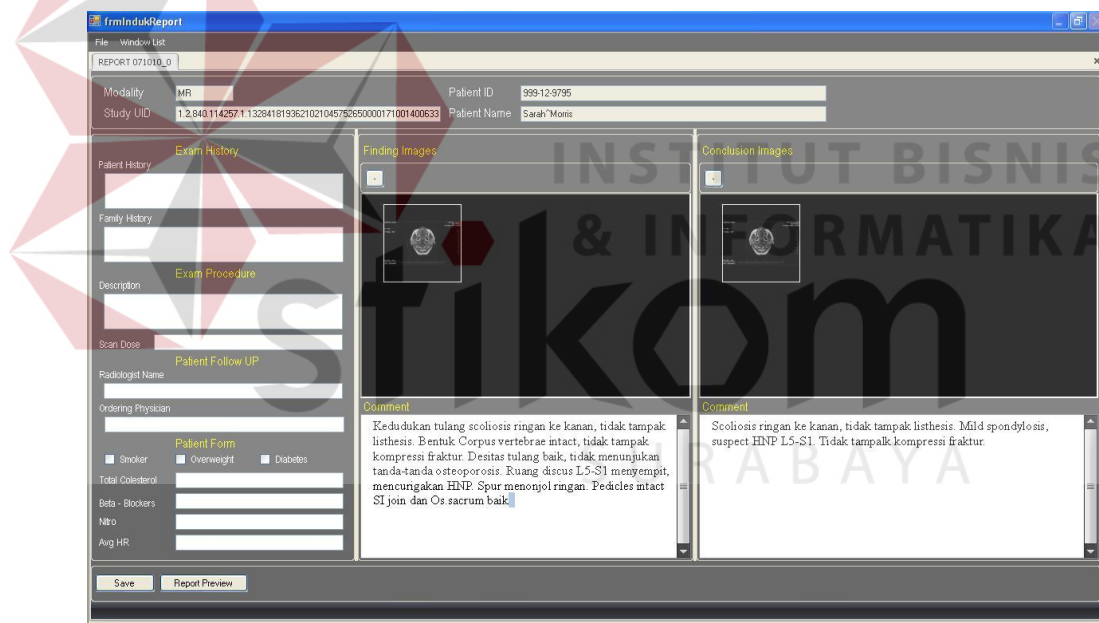 frmIndukReport
File Window List
REPORT 071010_0
Modality MR Patient ID 999-12-9795
Study UID 1.2.840.114257.1.13284181936210210457526500001710014006​33 Patient Name Sarah^Morris
Exam History
Patient History
Family History
Exam Procedure
Description
Scan Dose
Patient Follow UP
Radiologist Name
Ordering Physician
Patient Form
Smoker Overweight Diabetes
Total Colesterol
Beta - Blockers
Nitro
Avg HR
Save Report Preview
Finding Images
Comment
Kedudukan tulang scoliosis ringan ke kanan, tidak tampak
listhesis. Bentuk Corpus vertebrae intact, tidak tampak
kompressi fraktur. Desitas tulang baik, tidak menunjukan
tanda-tanda osteoporosis. Ruang discus L5-S1 menyempit,
mencurigakan HNP. Spur menonjol ringan. Pedicles intact
SI join dan Os.sacrum baik.
Conclusion Images
Comment
Scoliosis ringan ke kanan, tidak tampak listhesis. Mild spondylosis,
suspect HNP L5-S1. Tidak tampalk kompressi fraktur.
INSTITUT BISNIS
& INFORMATIKA
stikom
SURABAYA